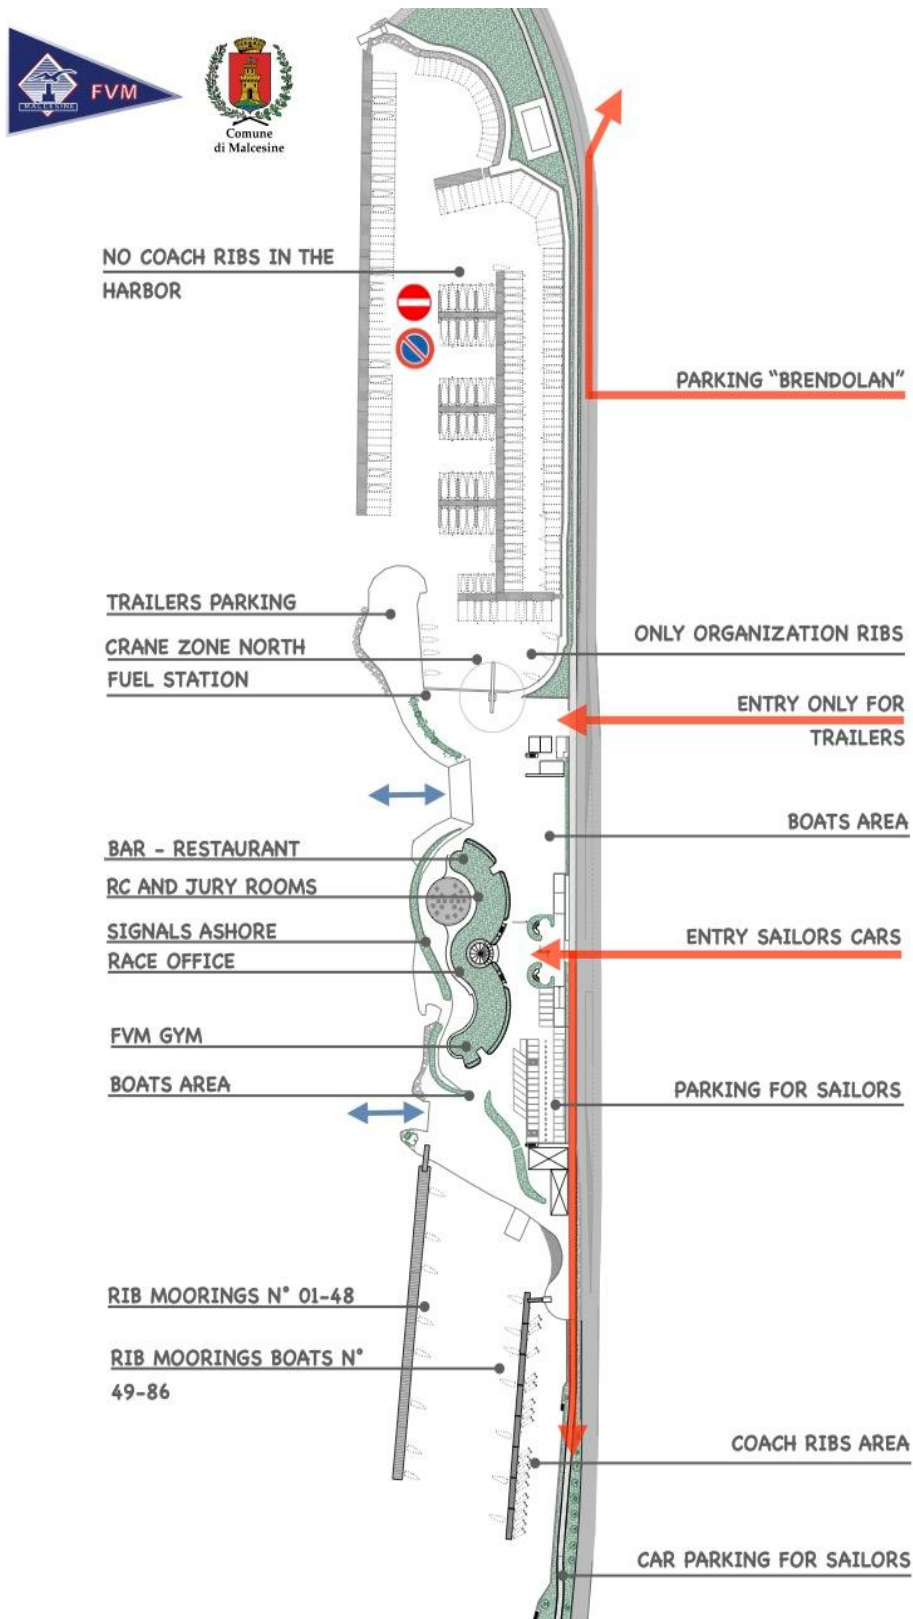 FVM
MALCESINE
Comune
di Malcesine
NO COACH RIBS IN THE
HARBOR
PARKING “BRENDOLAN”
TRAILERS PARKING
ONLY ORGANIZATION RIBS
CRANE ZONE NORTH
FUEL STATION
ENTRY ONLY FOR
TRAILERS
BOATS AREA
BAR - RESTAURANT
RC AND JURY ROOMS
SIGNALS ASHORE
ENTRY SAILORS CARS
RACE OFFICE
FVM GYM
BOATS AREA
PARKING FOR SAILORS
RIB MOORINGS N° 01-48
RIB MOORINGS BOATS N°
49-86
COACH RIBS AREA
CAR PARKING FOR SAILORS